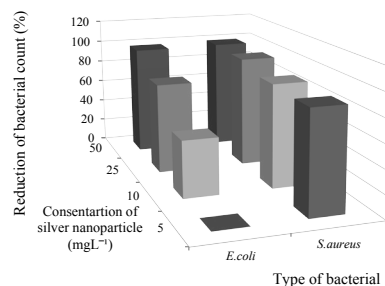 Reduction of bacterial count (%)
120
100
80
60
40
20
0
50
25
10
5
Consentartion of
silver nanoparticle
(mgL⁻¹)
E.coli
S.aureus
Type of bacterial